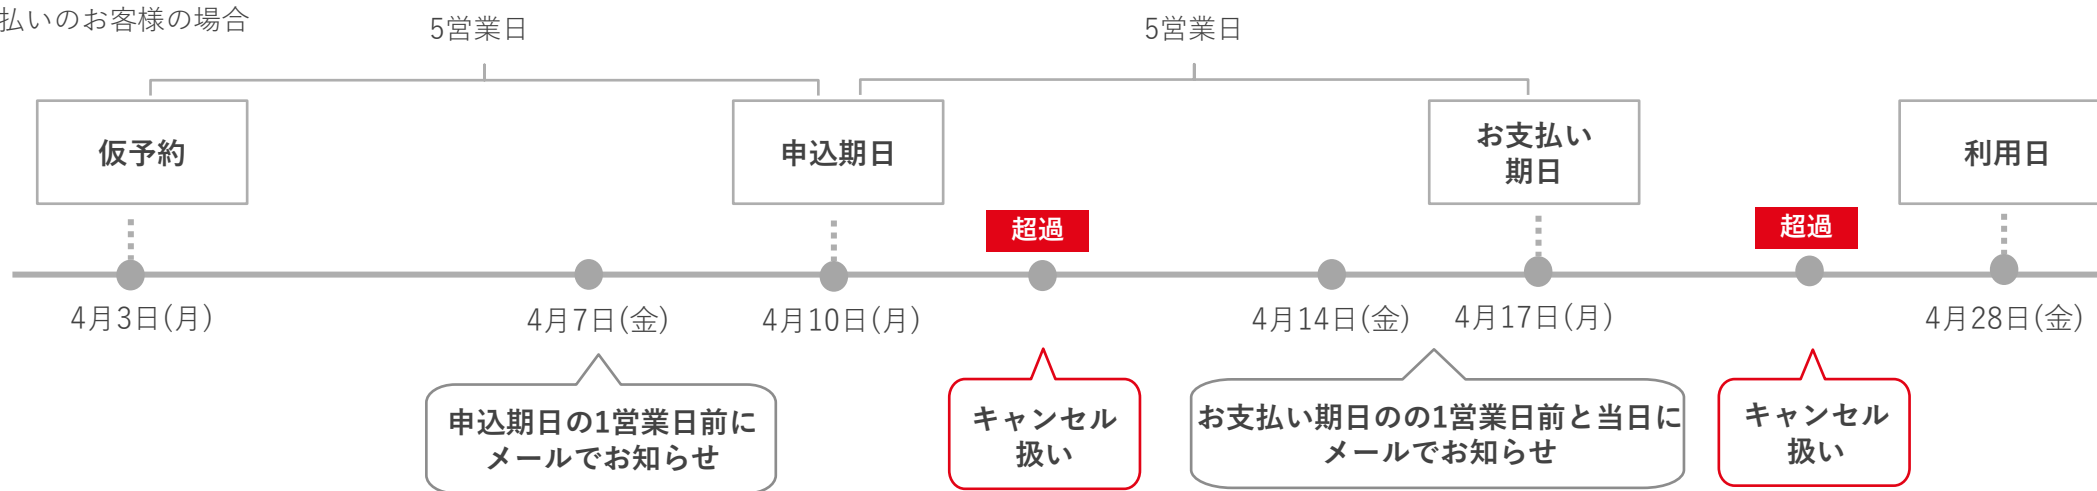 払いのお客様の場合
5営業日
5営業日
仮予約
申込期日
お支払い
期日
利用日
超過
超過
4月3日(月)
4月7日(金)
4月10日(月)
4月14日(金)
4月17日(月)
4月28日(金)
申込期日の1営業日前に
メールでお知らせ
キャンセル
扱い
お支払い期日のの1営業日前と当日に
メールでお知らせ
キャンセル
扱い